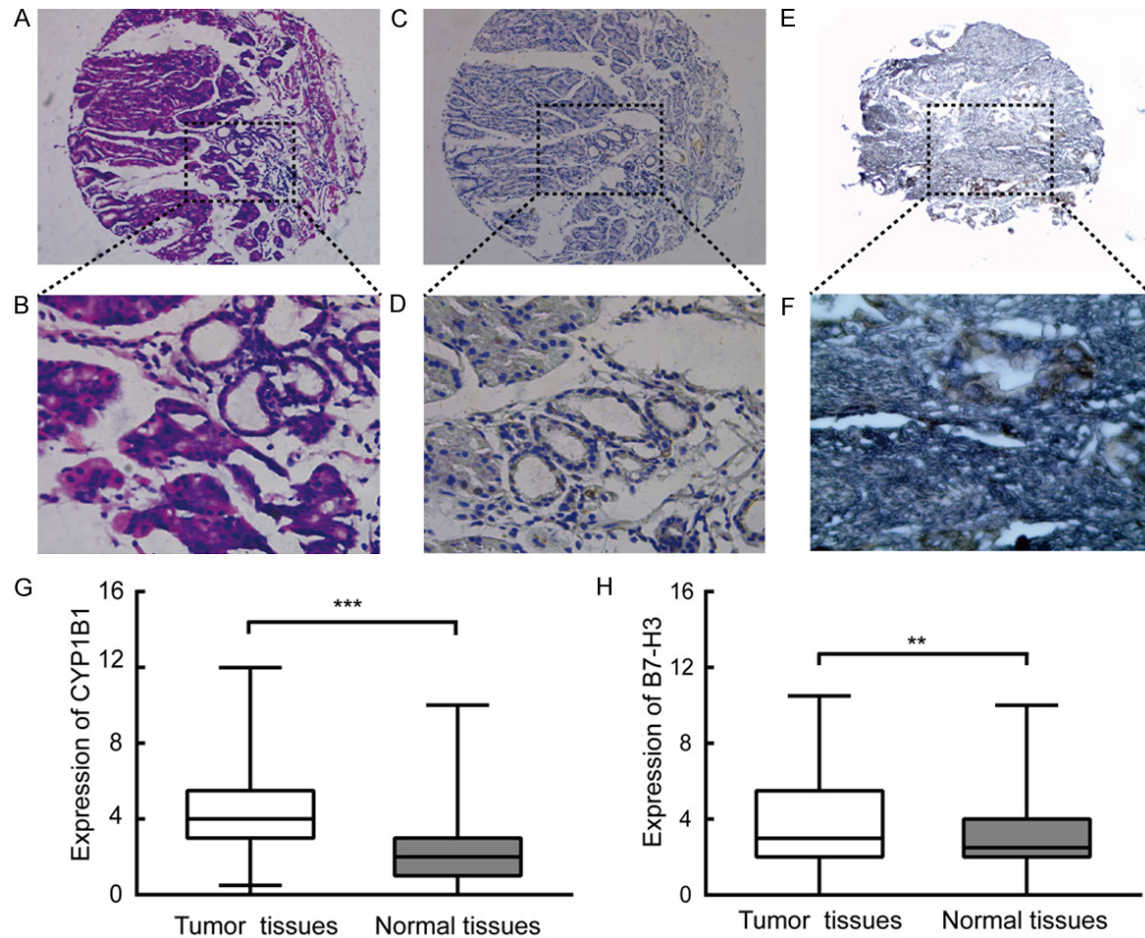 A
C
E
B
D
F
G
Expression of CYP1B1
16
12
8
4
0
***
Tumor tissues
Normal tissues
H
Expression of B7-H3
16
12
8
4
0
**
Tumor tissues
Normal tissues